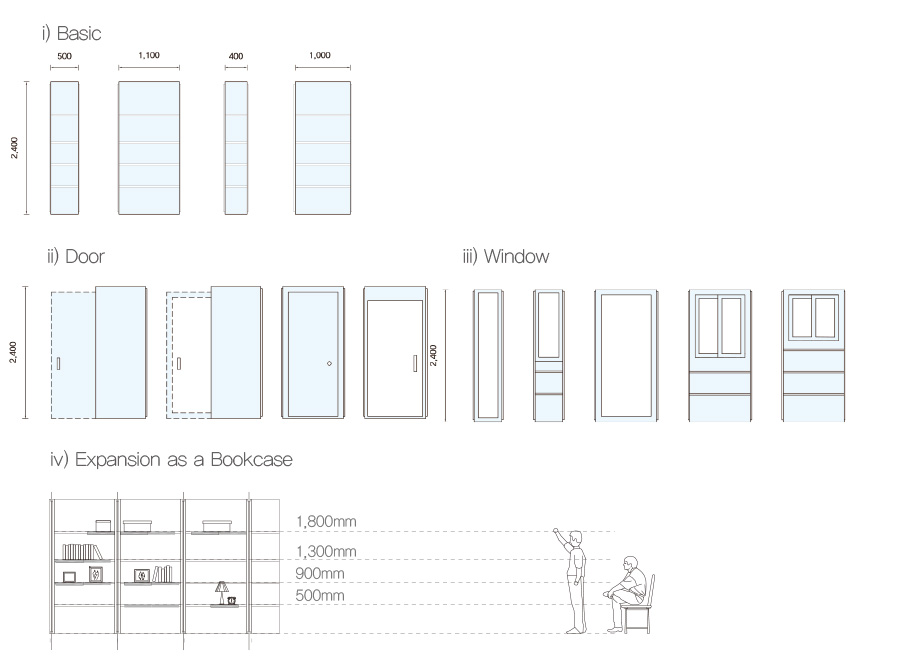 i) Basic
500
1,100
400
1,000
2,400
ii) Door
iii) Window
2,400
2,400
iv) Expansion as a Bookcase
1,800mm
1,300mm
900mm
500mm